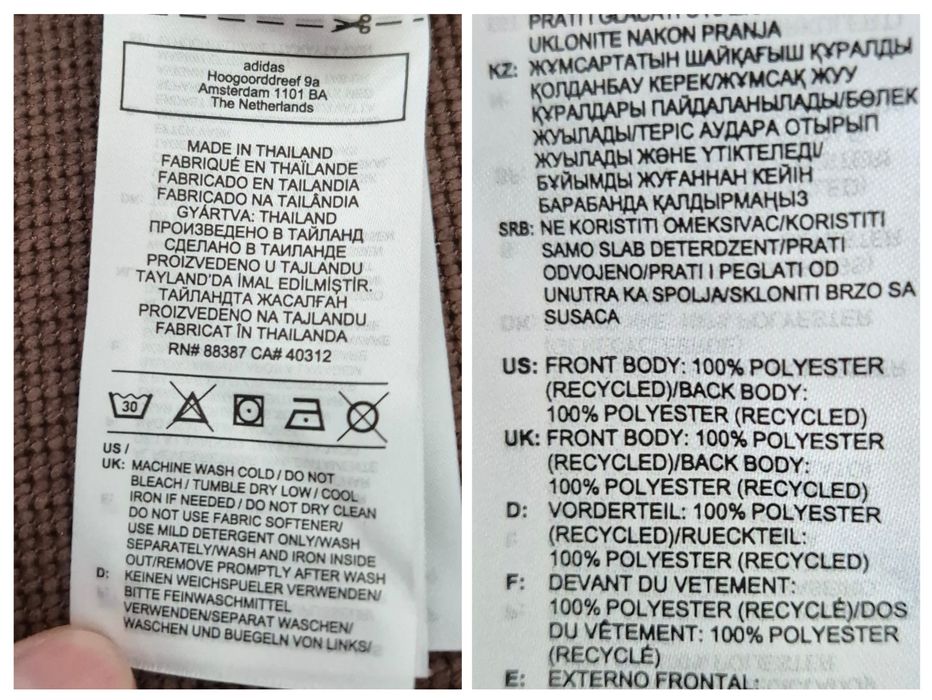 adidas
Hoogoorddreef 9a
Amsterdam 1101 BA
The Netherlands
MADE IN THAILAND
FABRIQUÉ EN THAÏLANDE
FABRICADO EN TAILANDIA
FABRICADO NA TAILÂNDIA
GYÁRTVA: THAILAND
ПРОИЗВЕДЕНО В ТАЙЛАНД
СДЕЛАНО В ТАИЛАНДЕ
PROIZVEDENO U TAJLANDU
TAYLAND'DA İMAL EDİLMİŞTİR.
ТАЙЛАНДТА ЖАСАЛҒАН
PROIZVEDENO NA TAJLANDU
FABRICAT ÎN THAILANDA
RN# 88387 CA# 40312
30
US /
UK: MACHINE WASH COLD / DO NOT
BLEACH / TUMBLE DRY LOW / COOL
IRON IF NEEDED / DO NOT DRY CLEAN
DO NOT USE FABRIC SOFTENER/
USE MILD DETERGENT ONLY/WASH
SEPARATELY/WASH AND IRON INSIDE
OUT/REMOVE PROMPTLY AFTER WASH
D: KEINEN WEICHSPUELER VERWENDEN/
BITTE FEINWASCHMITTEL
VERWENDEN/SEPARAT WASCHEN/
WASCHEN UND BUEGELN VON LINKS/
UKLONITE NAKON PRANJA
KZ: ЖҰМСАРТАТЫН ШАЙҚАҒЫШ ҚҰРАЛДЫ
ҚОЛДАНБАУ КЕРЕК/ЖҰМСАҚ ЖУУ
ҚҰРАЛДАРЫ ПАЙДАЛАНЫЛАДЫ/БӨЛЕК
ЖУЫЛАДЫ/ТЕРІС АУДАРА ОТЫРЫП
ЖУЫЛАДЫ ЖӘНЕ ҮТІКТЕЛЕДІ/
БҰЙЫМДЫ ЖУҒАННАН КЕЙІН
БАРАБАНДА ҚАЛДЫРМАҢЫЗ
SRB: NE KORISTITI OMEKSIVAC/KORISTITI
SAMO SLAB DETERDZENT/PRATI
ODVOJENO/PRATI I PEGLATI OD
UNUTRA KA SPOLJA/SKLONITI BRZO SA
SUSACA
US: FRONT BODY: 100% POLYESTER
(RECYCLED)/BACK BODY:
100% POLYESTER (RECYCLED)
UK: FRONT BODY: 100% POLYESTER
(RECYCLED)/BACK BODY:
100% POLYESTER (RECYCLED)
D: VORDERTEIL: 100% POLYESTER
(RECYCLED)/RUECKTEIL:
100% POLYESTER (RECYCLED)
F: DEVANT DU VETEMENT:
100% POLYESTER (RECYCLÉ)/DOS
DU VÊTEMENT: 100% POLYESTER
(RECYCLÉ)
E: EXTERNO FRONTAL: